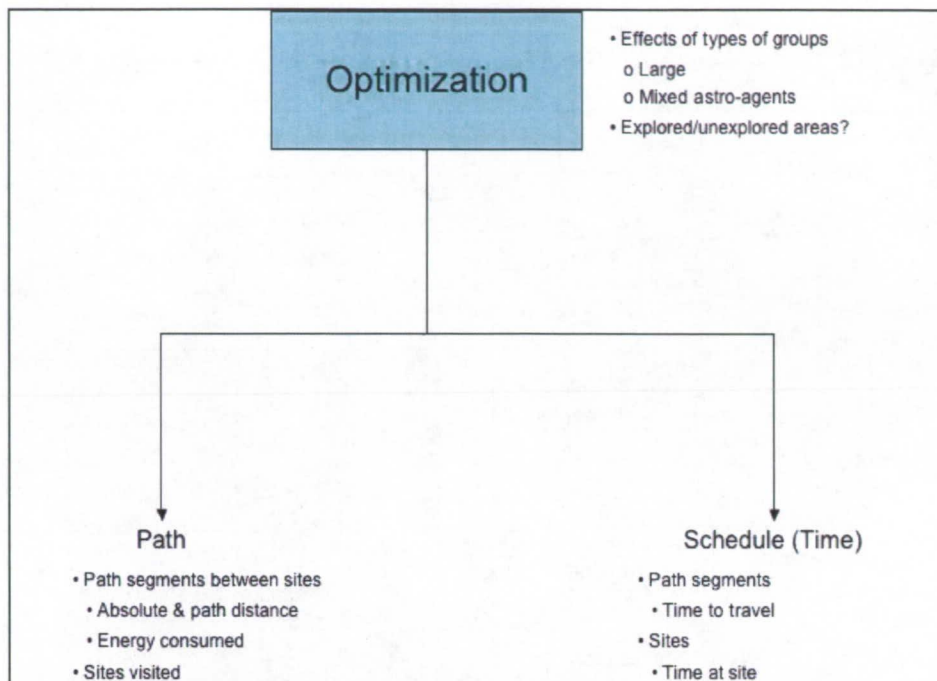 Optimization
• Effects of types of groups
o Large
o Mixed astro-agents
• Explored/unexplored areas?
Path
• Path segments between sites
• Absolute & path distance
• Energy consumed
• Sites visited
Schedule (Time)
• Path segments
• Time to travel
• Sites
• Time at site